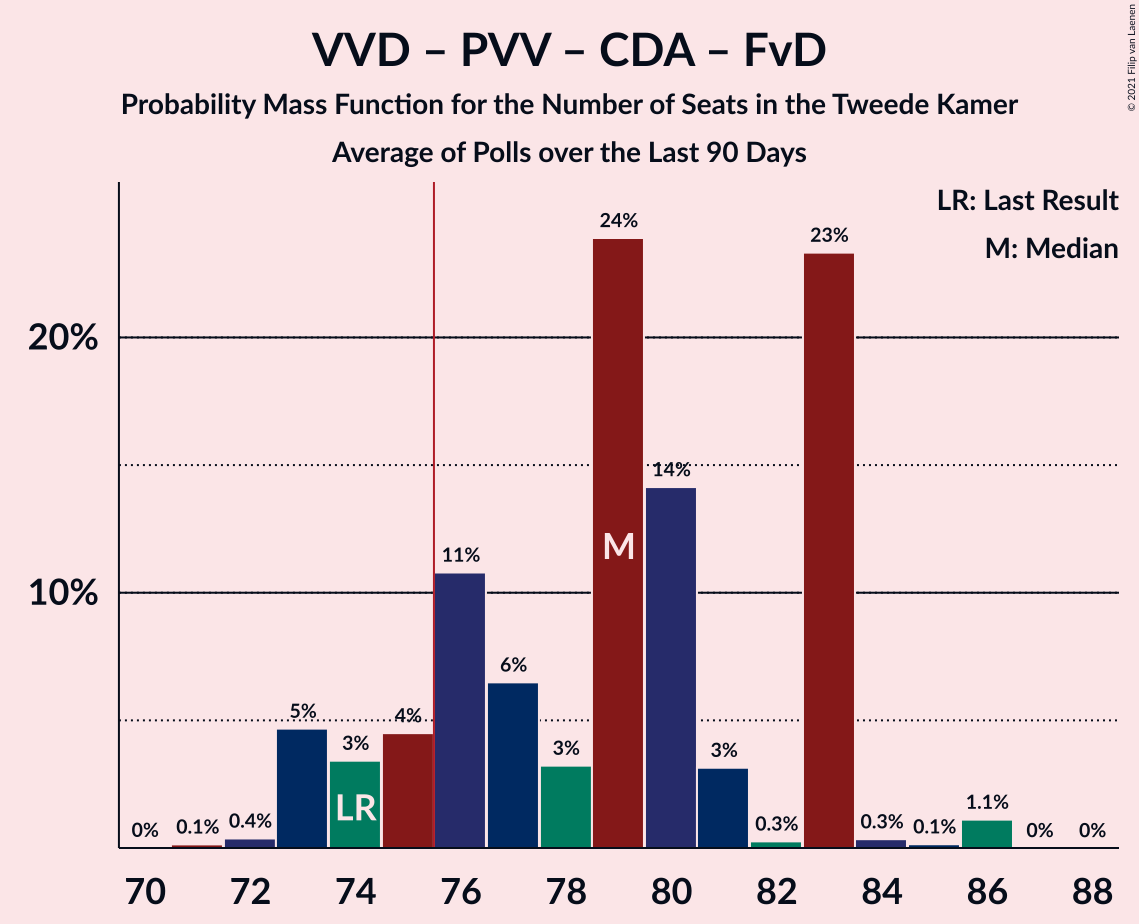 VVD – PVV – CDA – FvD
Probability Mass Function for the Number of Seats in the Tweede Kamer
Average of Polls over the Last 90 Days
© 2021 Filip van Laenen
LR: Last Result
M: Median
20%
10%
0%
0.1%
0.4%
5%
3%
4%
11%
6%
3%
24%
14%
3%
0.3%
23%
0.3%
0.1%
1.1%
0%
0%
LR
M
70 72 74 76 78 80 82 84 86 88